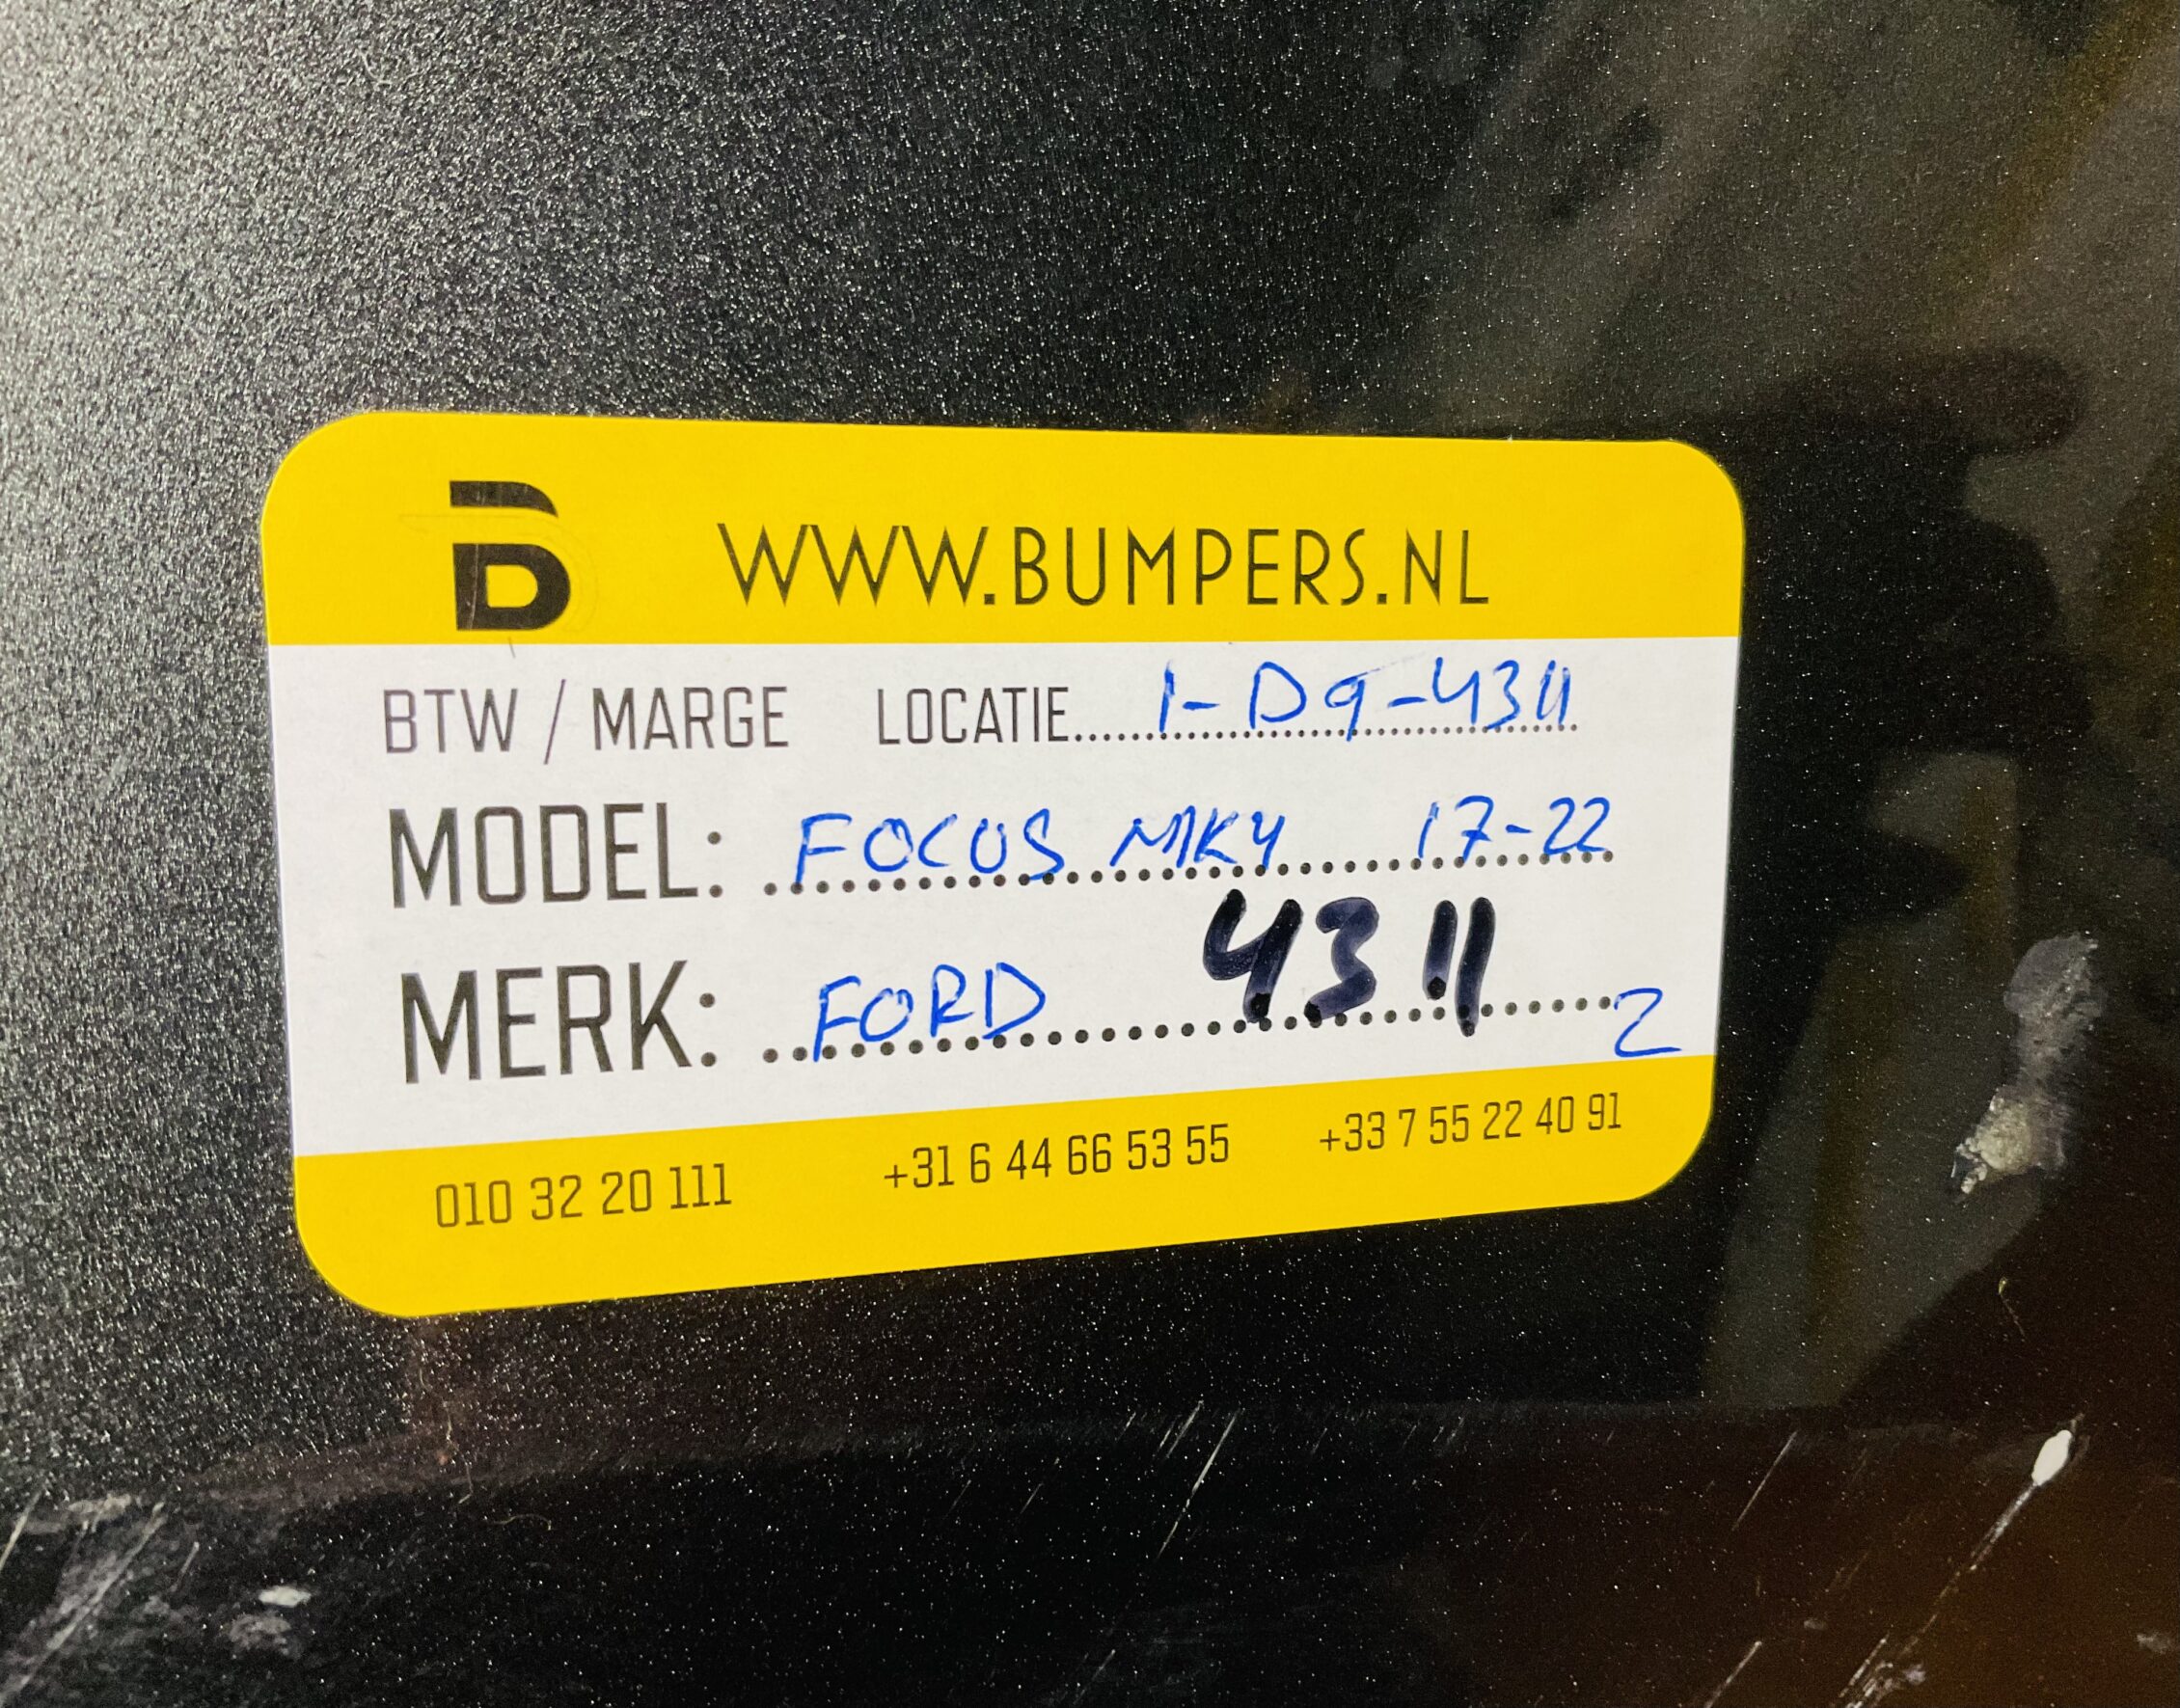 B WWW.BUMPERS.NL
BTW / MARGE LOCATIE 1-D9-4311
MODEL: FOCUS MK4 17-22
4311
MERK: FORD
2
010 32 20 111 +31 6 44 66 53 55 +33 7 55 22 40 91